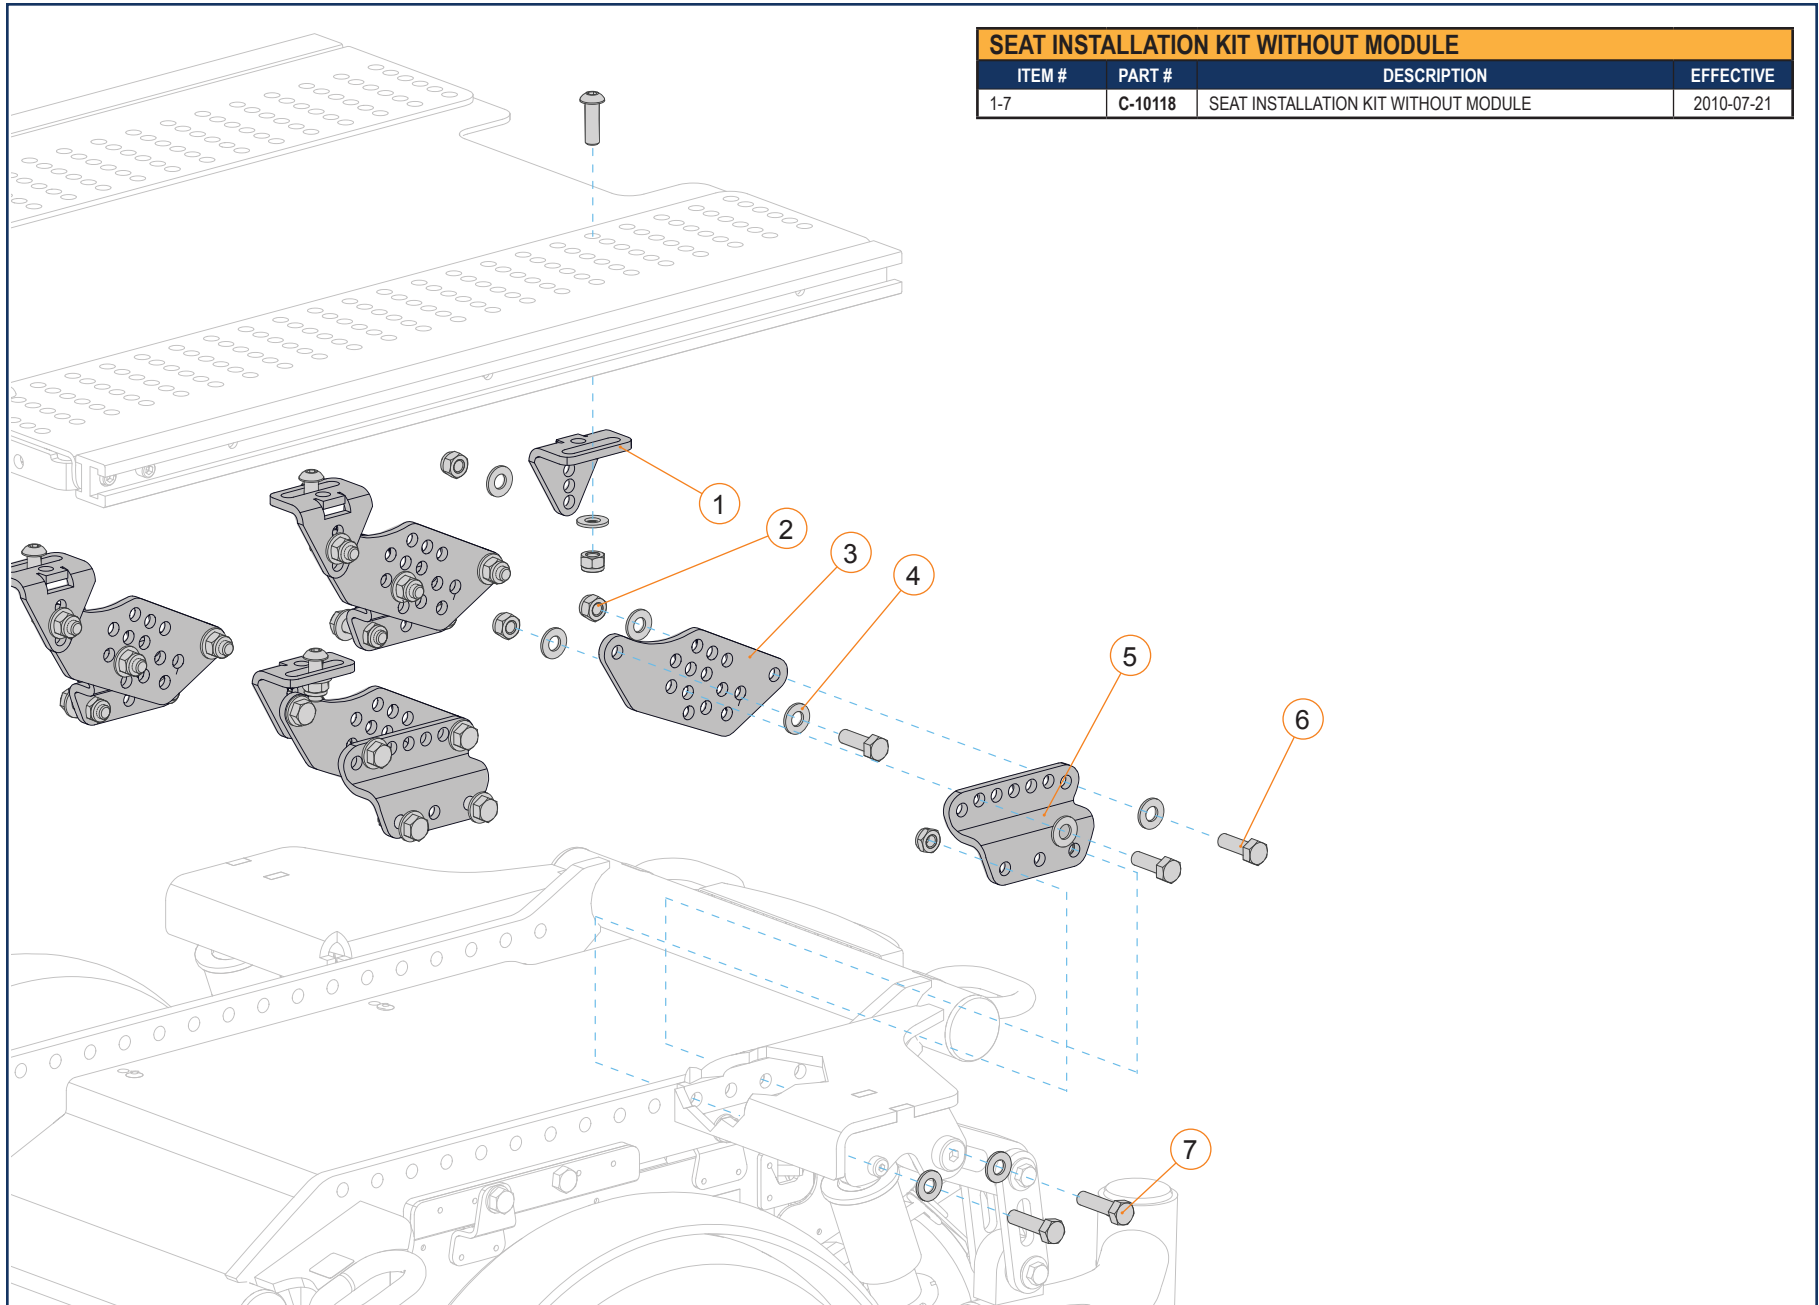 SEAT INSTALLATION KIT WITHOUT MODULE
ITEM # PART # DESCRIPTION EFFECTIVE
1-7 C-10118 SEAT INSTALLATION KIT WITHOUT MODULE 2010-07-21
1
2
3
4
5
6
7